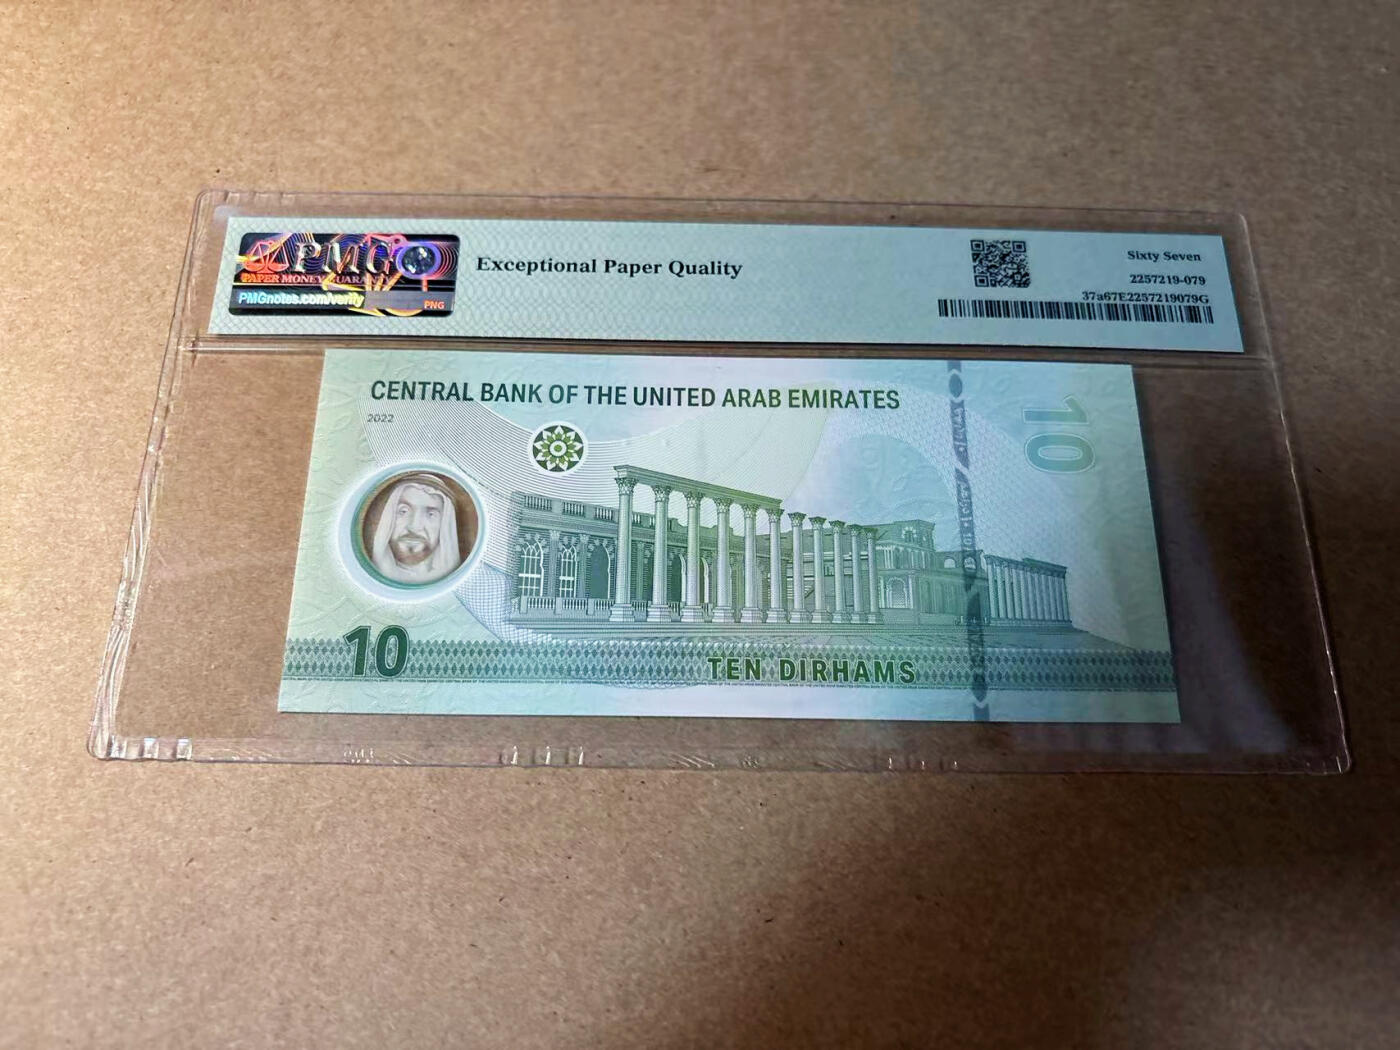 PMG
PAPER MONEY GUARANTY
PMGnotes.com/verify
PNG
Exceptional Paper Quality
Sixty Seven
2257219-079
37a67E2257219079G
CENTRAL BANK OF THE UNITED ARAB EMIRATES
2022
10
10
TEN DIRHAMS